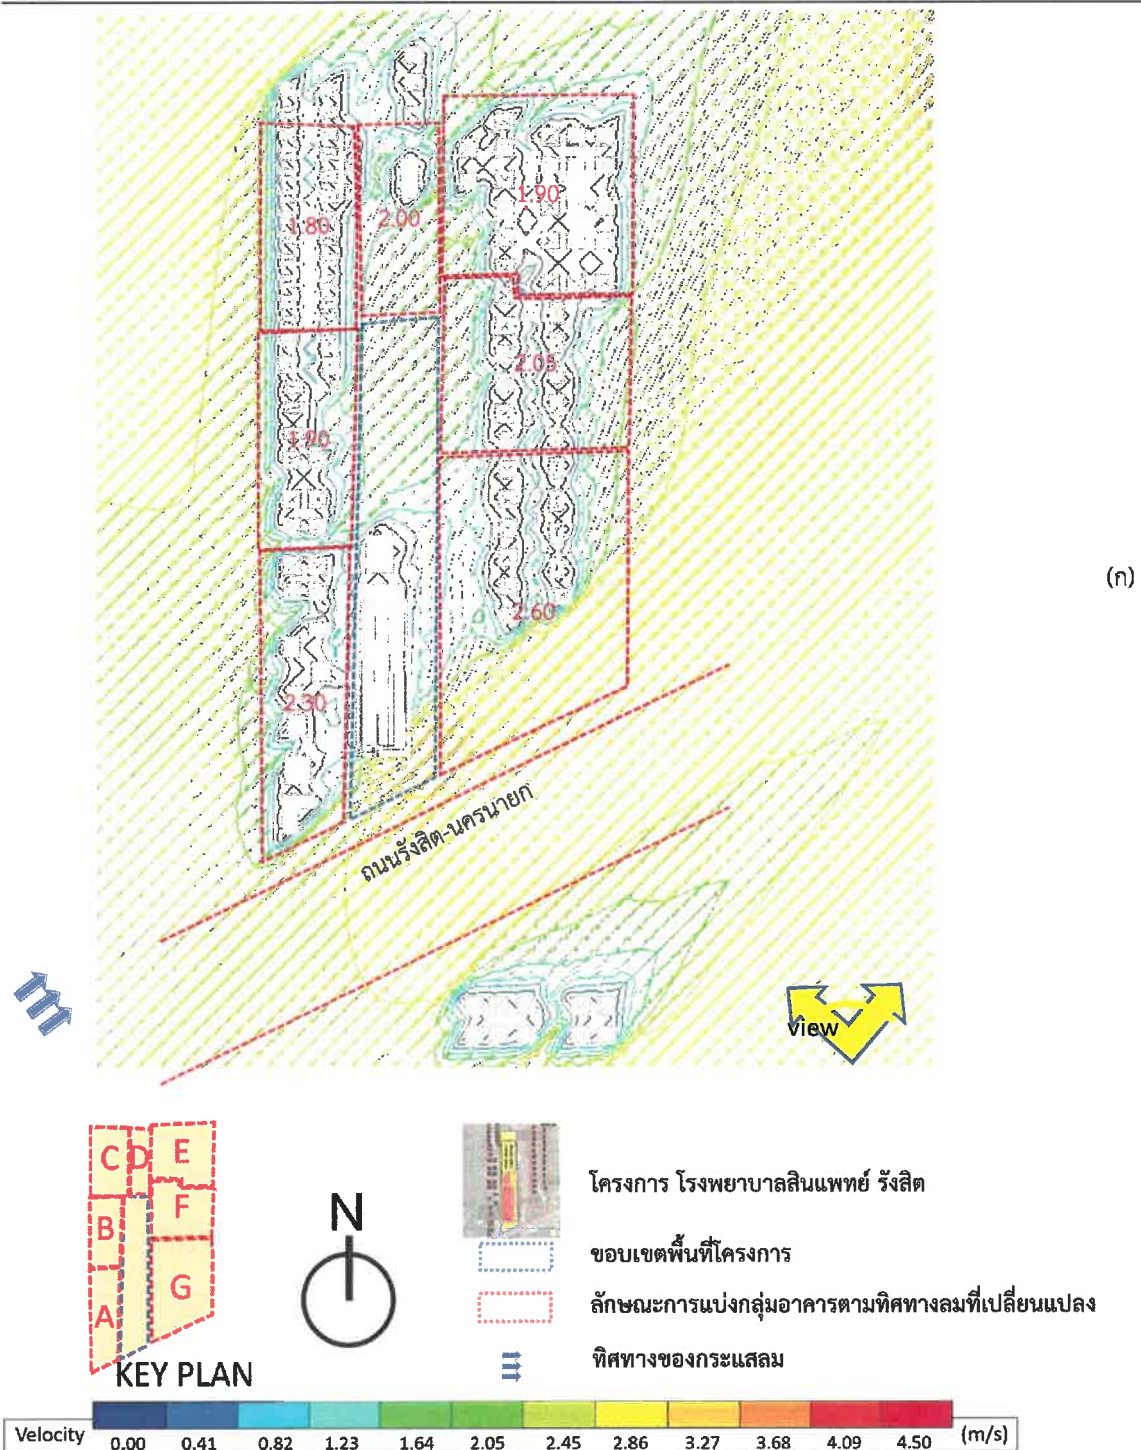 1.90
1.80
2.00
2.05
1.90
(ก)
2.60
2.30
ถนนรังสิต-นครนายก
view
C D E
B F
A G
KEY PLAN
N
โครงการ โรงพยาบาลสินแพทย์ รังสิต
ขอบเขตพื้นที่โครงการ
ลักษณะการแบ่งกลุ่มอาคารตามทิศทางลมที่เปลี่ยนแปลง
ทิศทางของกระแสลม
Velocity 0.00 0.41 0.82 1.23 1.64 2.05 2.45 2.86 3.27 3.68 4.09 4.50 (m/s)